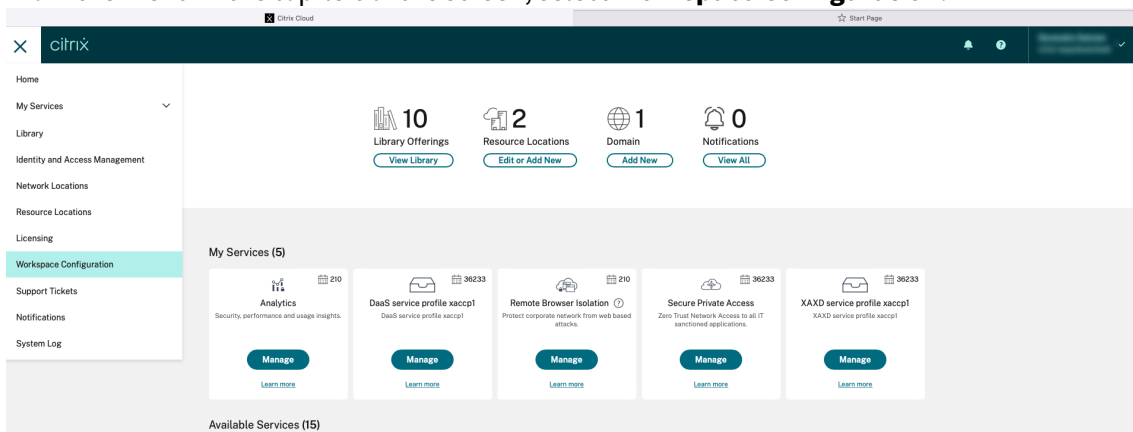 Citrix Cloud
Start Page
citrix
Home
My Services
Library
Identity and Access Management
Network Locations
Resource Locations
Licensing
Workspace Configuration
Support Tickets
Notifications
System Log
10
Library Offerings
View Library
2
Resource Locations
Edit or Add New
1
Domain
Add New
0
Notifications
View All
My Services (5)
210
Analytics
Security, performance and usage insights.
Manage
Learn more
36233
DaaS service profile xaccp1
DaaS service profile xaccp1
Manage
Learn more
210
Remote Browser Isolation
Protect corporate network from web based
attacks.
Manage
Learn more
36233
Secure Private Access
Zero Trust Network Access to all IT
sanctioned applications.
Manage
Learn more
36233
XAXD service profile xaccp1
XAXD service profile xaccp1
Manage
Learn more
Available Services (15)